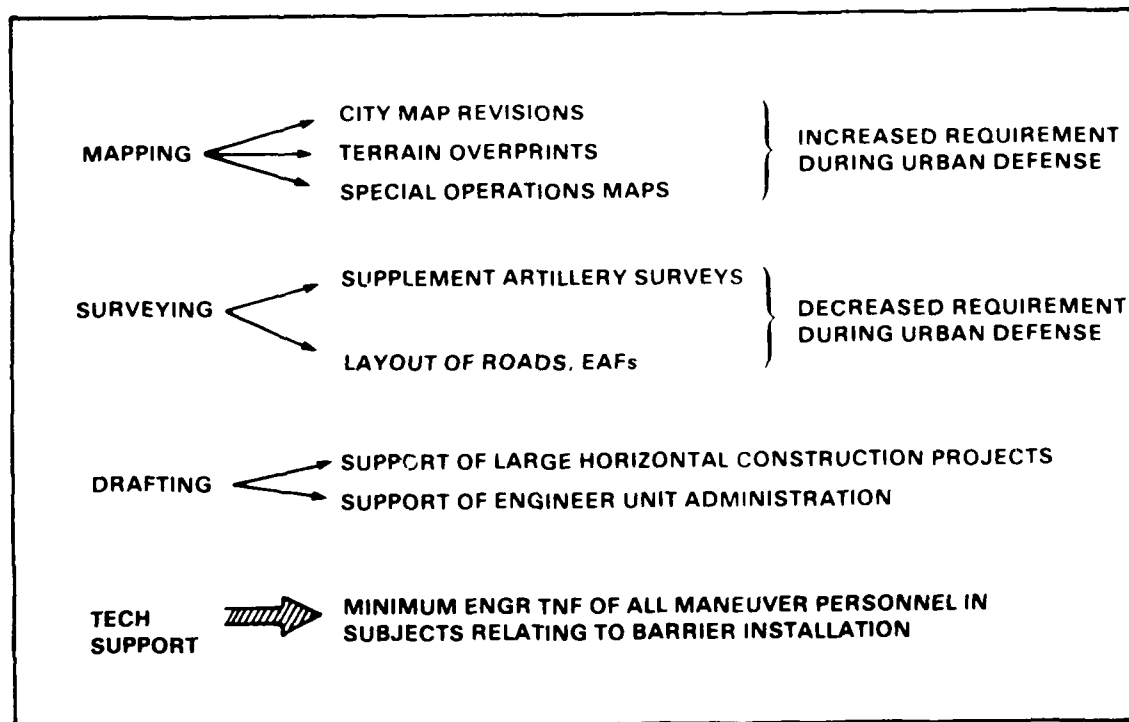 MAPPING
CITY MAP REVISIONS
TERRAIN OVERPRINTS
SPECIAL OPERATIONS MAPS
INCREASED REQUIREMENT
DURING URBAN DEFENSE
SURVEYING
SUPPLEMENT ARTILLERY SURVEYS
LAYOUT OF ROADS, EAFs
DECREASED REQUIREMENT
DURING URBAN DEFENSE
DRAFTING
SUPPORT OF LARGE HORIZONTAL CONSTRUCTION PROJECTS
SUPPORT OF ENGINEER UNIT ADMINISTRATION
TECH
SUPPORT
MINIMUM ENGR TNF OF ALL MANEUVER PERSONNEL IN
SUBJECTS RELATING TO BARRIER INSTALLATION